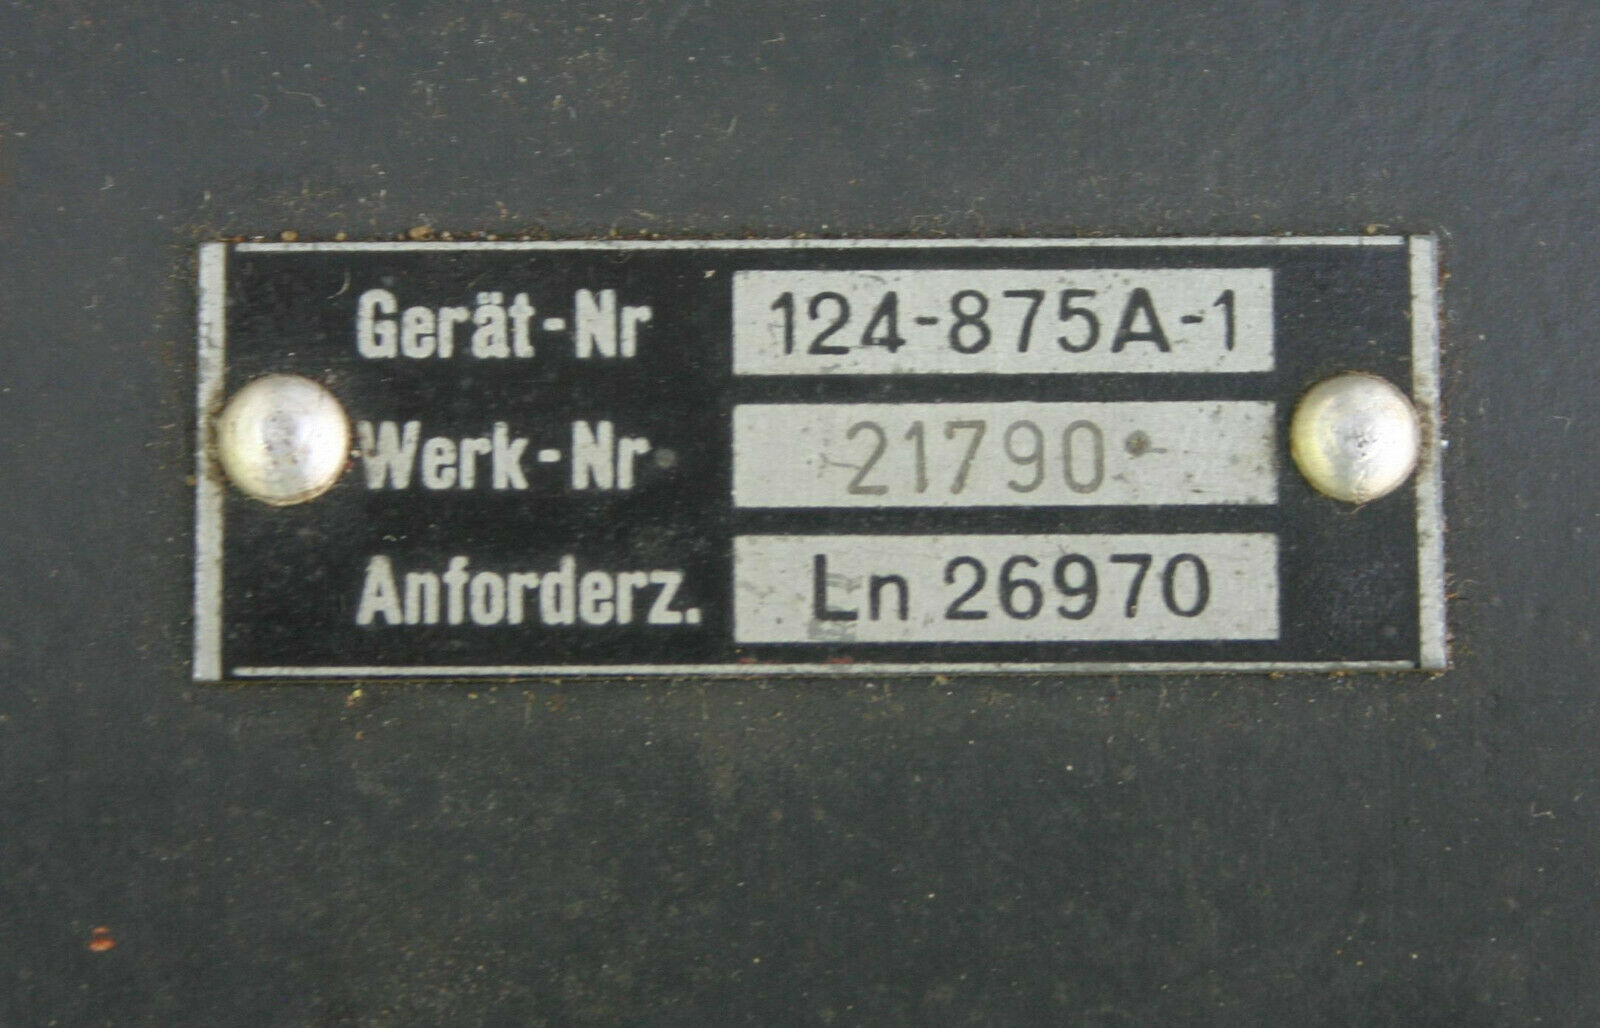 Gerät-Nr 124-875A-1
Werk-Nr 21790
Anforderz. Ln 26970